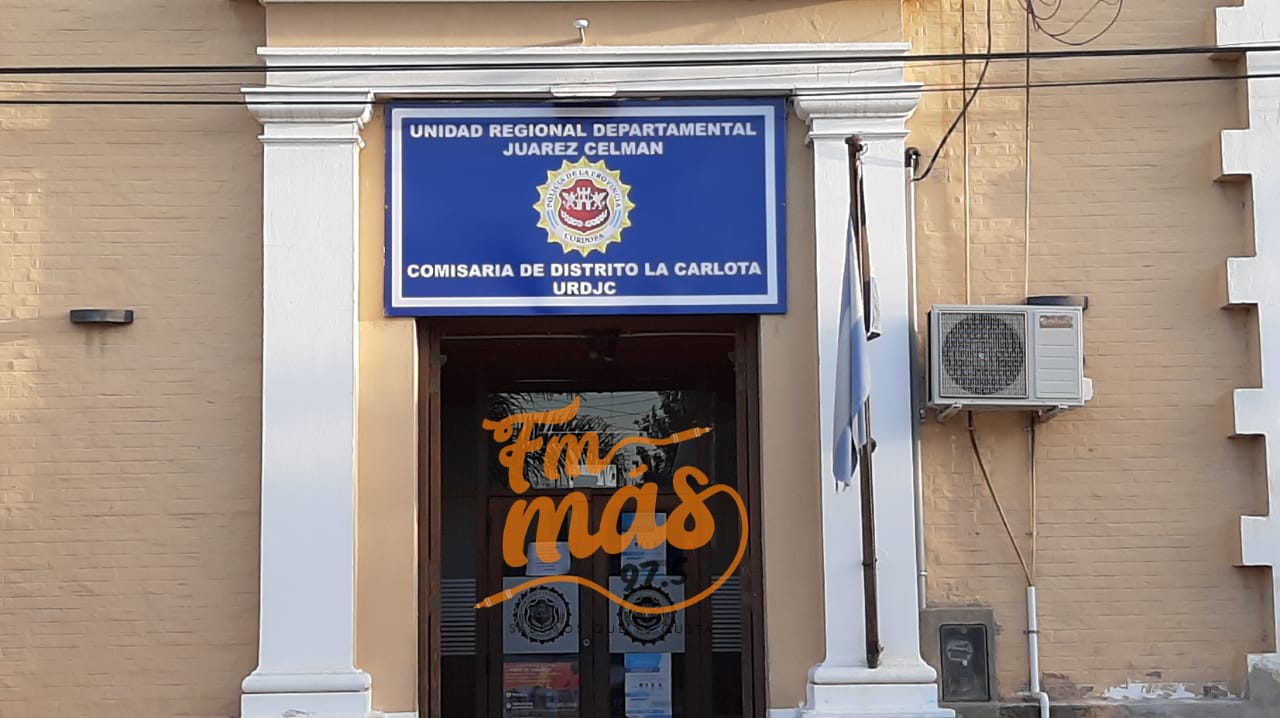 UNIDAD REGIONAL DEPARTAMENTAL
JUAREZ CELMAN
POLICIA DE LA PROVINCIA
CORDOBA
COMISARIA DE DISTRITO LA CARLOTA
URDJC
Fm
más
97.5